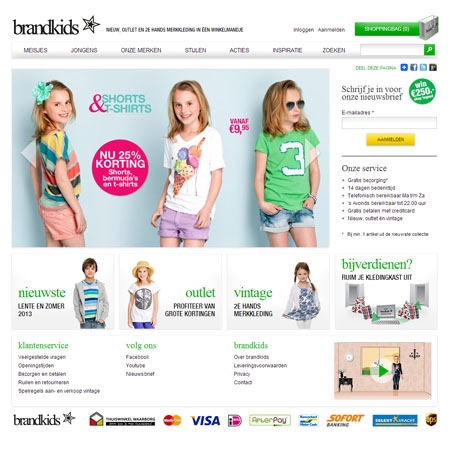 brandkids
NIEUW, OUTLET EN 2E HANDS MERKKLEDING IN ÉÉN WINKELMANDJE
Inloggen Aanmelden
SHOPPINGBAG (0)
MEISJES JONGENS ONZE MERKEN STIJLEN ACTIES INSPIRATIE ZOEKEN
DEEL DEZE PAGINA
&SHORTS
T-SHIRTS
VANAF
€9,95
NU 25%
KORTING
Shorts,
bermuda's
en t-shirts
3
Schrijf je in voor
onze nieuwsbrief
win
€250,-
E-mailadres *
AANMELDEN
Onze service
Gratis bezorging*
14 dagen bedenktijd
Telefonisch bereikbaar Ma t/m Za
's Avonds bereikbaar tot 22.00 uur
Gratis betalen met creditcard
Nieuw, outlet én vintage
* Bij min. 1 artikel uit de nieuwste collectie
nieuwste
LENTE EN ZOMER
2013
outlet
PROFITEER VAN
GROTE KORTINGEN
vintage
2E HANDS
MERKKLEDING
bijverdienen?
RUIM JE KLEDINGKAST UIT
klantenservice
Veelgestelde vragen
Openingstijden
Bezorgen en betalen
Ruilen en retourneren
Spelregels aan- en verkoop vintage
volg ons
Facebook
Youtube
Nieuwsbrief
brandkids
Over brandkids
Leveringsvoorwaarden
Privacy
Contact
brandkids
THUISWINKEL WAARBORG
iDEAL
MasterCard
VISA
AfterPay
SOFORT
BANKING
SELEKTVRACHT
ups